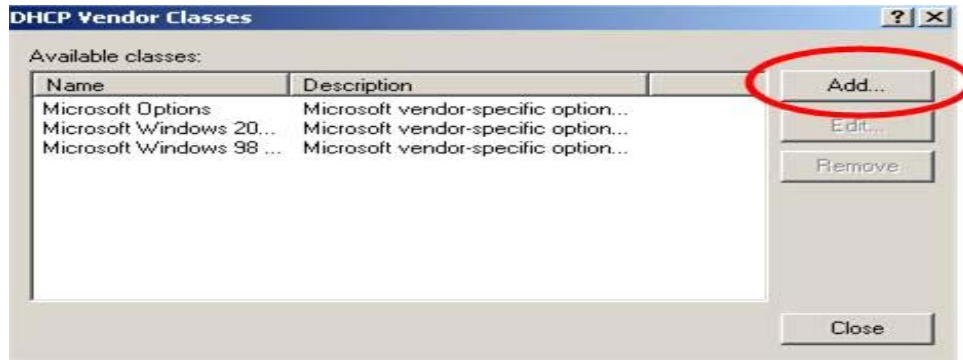 DHCP Vendor Classes
? X
Available classes:
Name Description
Microsoft Options Microsoft vendor-specific option...
Microsoft Windows 20... Microsoft vendor-specific option...
Microsoft Windows 98 ... Microsoft vendor-specific option...
Add...
Edit...
Remove
Close